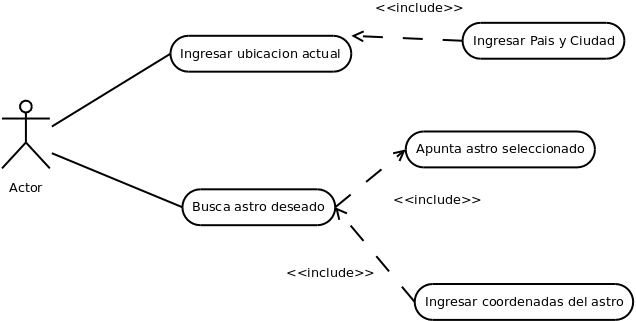 <<include>>
Ingresar ubicacion actual
Ingresar Pais y Ciudad
Apunta astro seleccionado
Actor
<<include>>
Busca astro deseado
<<include>>
Ingresar coordenadas del astro